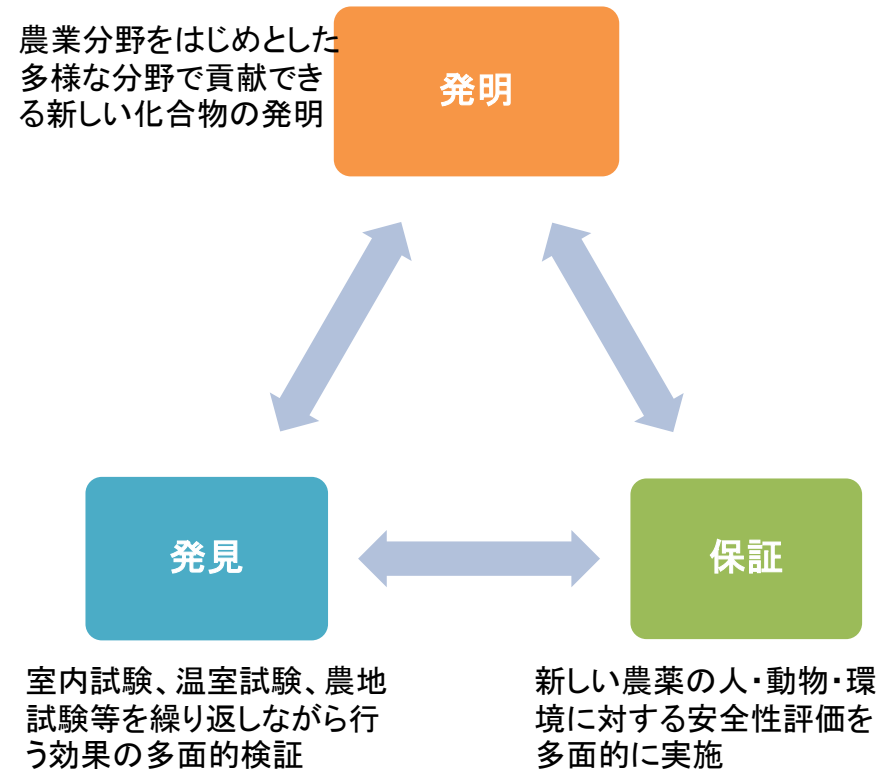 農業分野をはじめとした
多様な分野で貢献でき
る新しい化合物の発明
発明
発見
保証
室内試験、温室試験、農地
試験等を繰り返しながら行
う効果の多面的検証
新しい農薬の人・動物・環
境に対する安全性評価を
多面的に実施